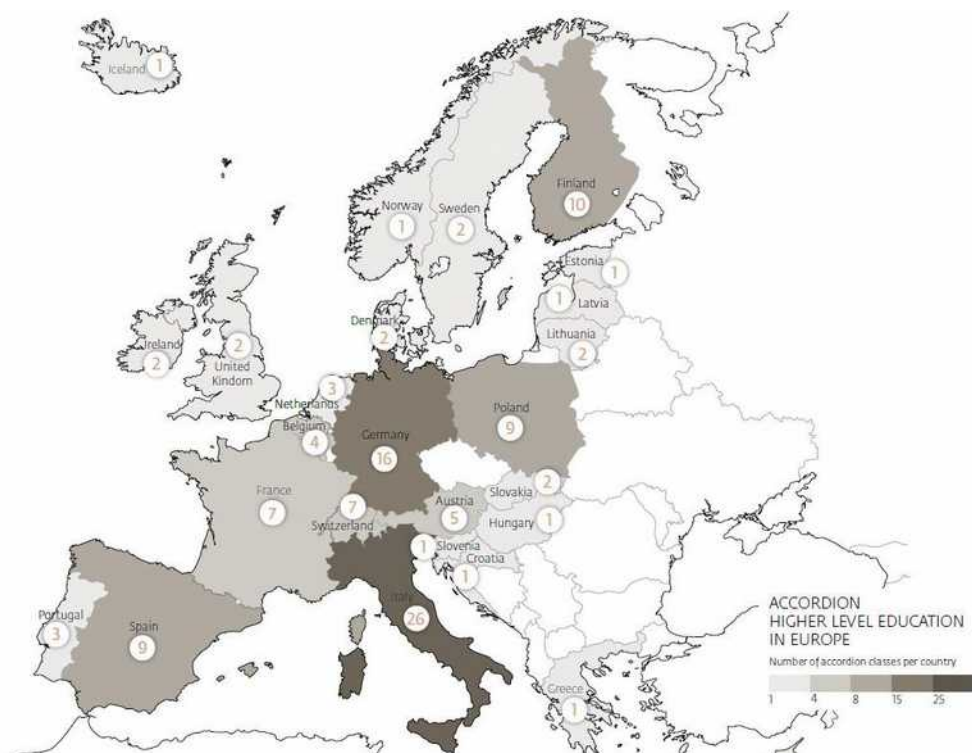 Iceland 1
Finland
10
Norway
1
Sweden
2
Estonia
1
1
Latvia
Lithuania
2
Denmark
2
Ireland
2
2
United
Kindom
3
Netherlands
Belgium
4
Germany
16
Poland
9
France
7
7
Switzerland
Austria
5
Slovakia
2
Hungary
1
1
Slovenia
Croatia
1
Italy
26
Portugal
3
Spain
9
Greece
1
ACCORDION
HIGHER LEVEL EDUCATION
IN EUROPE
Number of accordion classes per country
1 4 8 15 25